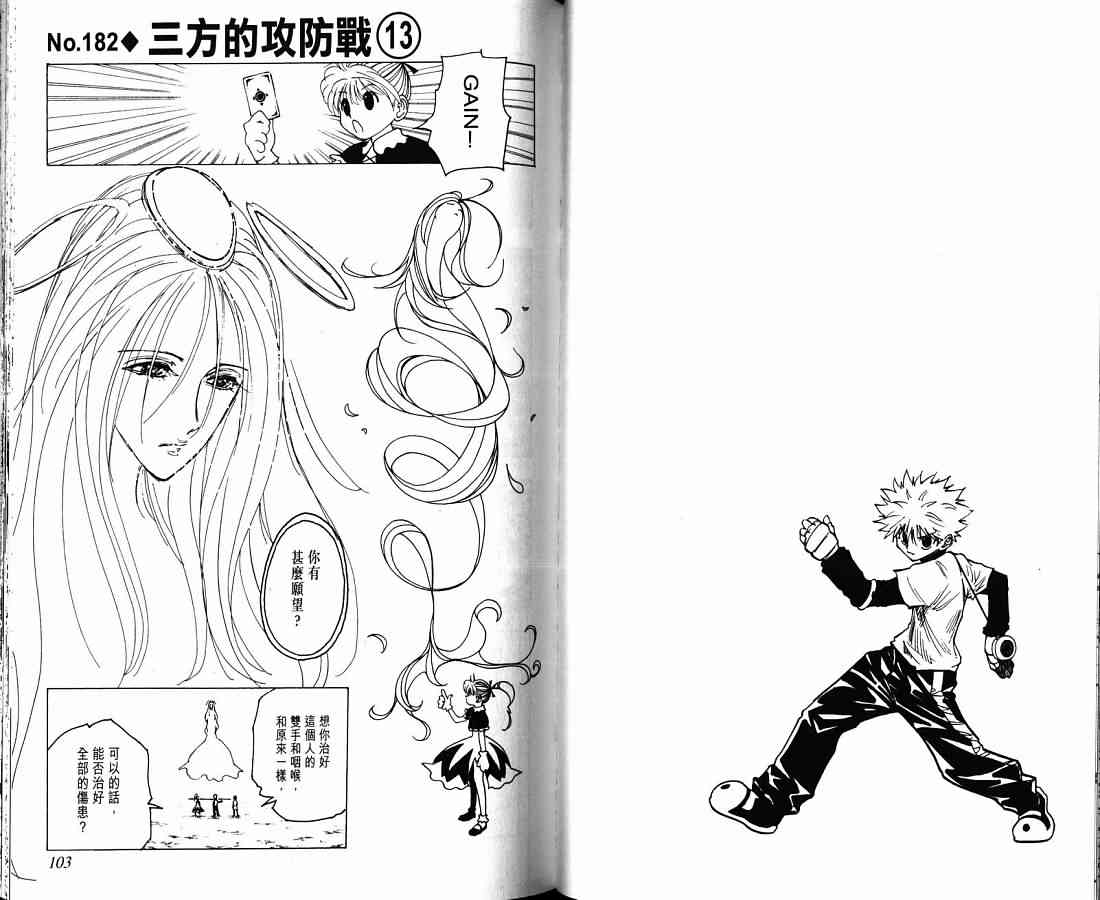 No.182◆三方的攻防戰⑬
GAIN—!
你有
甚麼願望？
想你治好
這個人的
雙手和咽喉，
和原來一樣，
可以的話，
能否治好
全部的傷患？
103